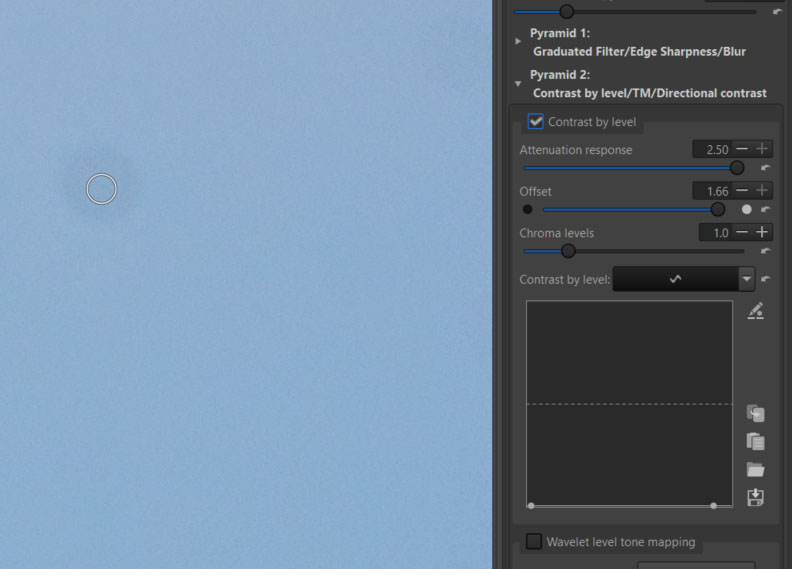 Pyramid 1:
Graduated Filter/Edge Sharpness/Blur
Pyramid 2:
Contrast by level/TM/Directional contrast
Contrast by level
Attenuation response 2.50
Offset 1.66
Chroma levels 1.0
Contrast by level:
Wavelet level tone mapping